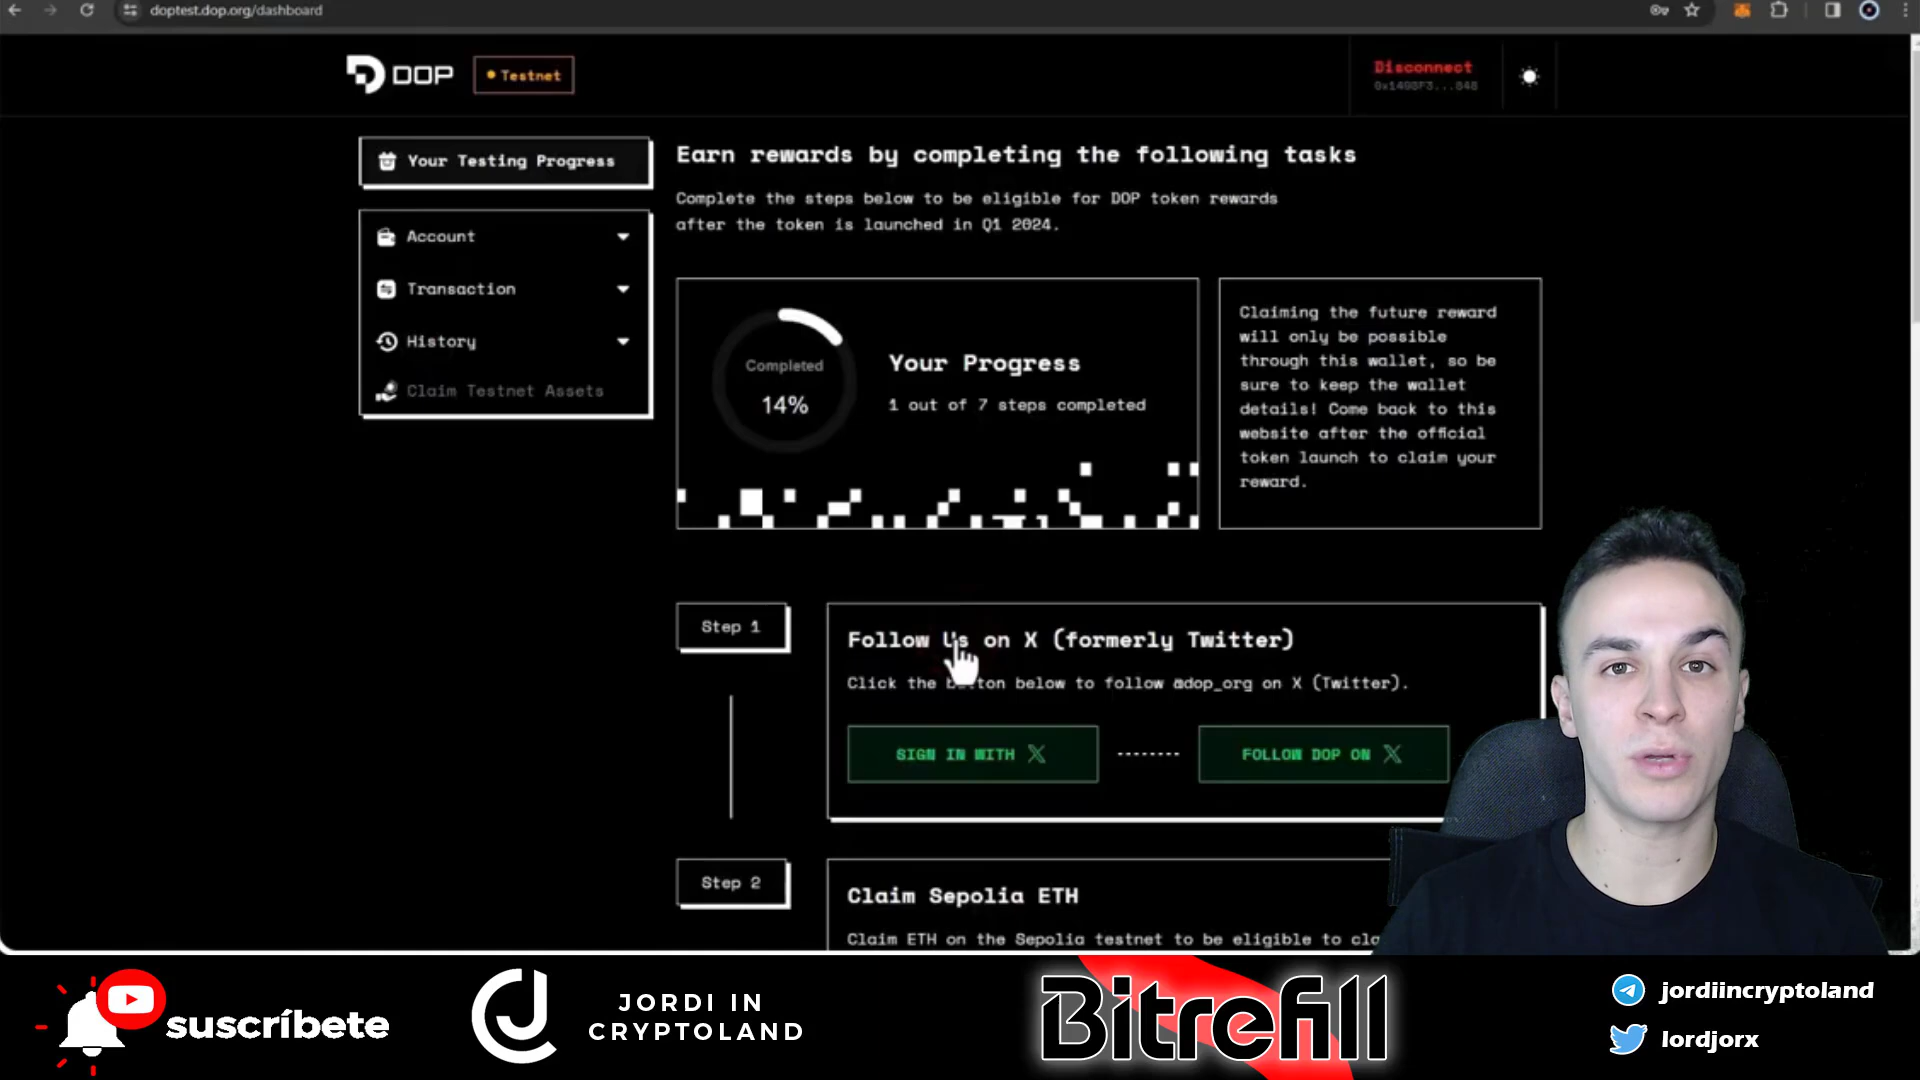 doptest.dop.org/dashboard
DOP
Testnet
Disconnect
Your Testing Progress
Account
Transaction
History
Claim Testnet Assets
Earn rewards by completing the following tasks
Complete the steps below to be eligible for DOP token rewards
after the token is launched in Q1 2024.
Completed
14%
Your Progress
1 out of 7 steps completed
Claiming the future reward
will only be possible
through this wallet, so be
sure to keep the wallet
details! Come back to this
website after the official
token launch to claim your
reward.
Step 1
Follow Us on X (formerly Twitter)
Click the button below to follow @dop_org on X (Twitter).
SIGN IN WITH X
FOLLOW DOP ON X
Step 2
Claim Sepolia ETH
Claim ETH on the Sepolia testnet to be eligible to
suscríbete
JORDI IN
CRYPTOLAND
Bitrefill
jordiincryptoland
lordjorx